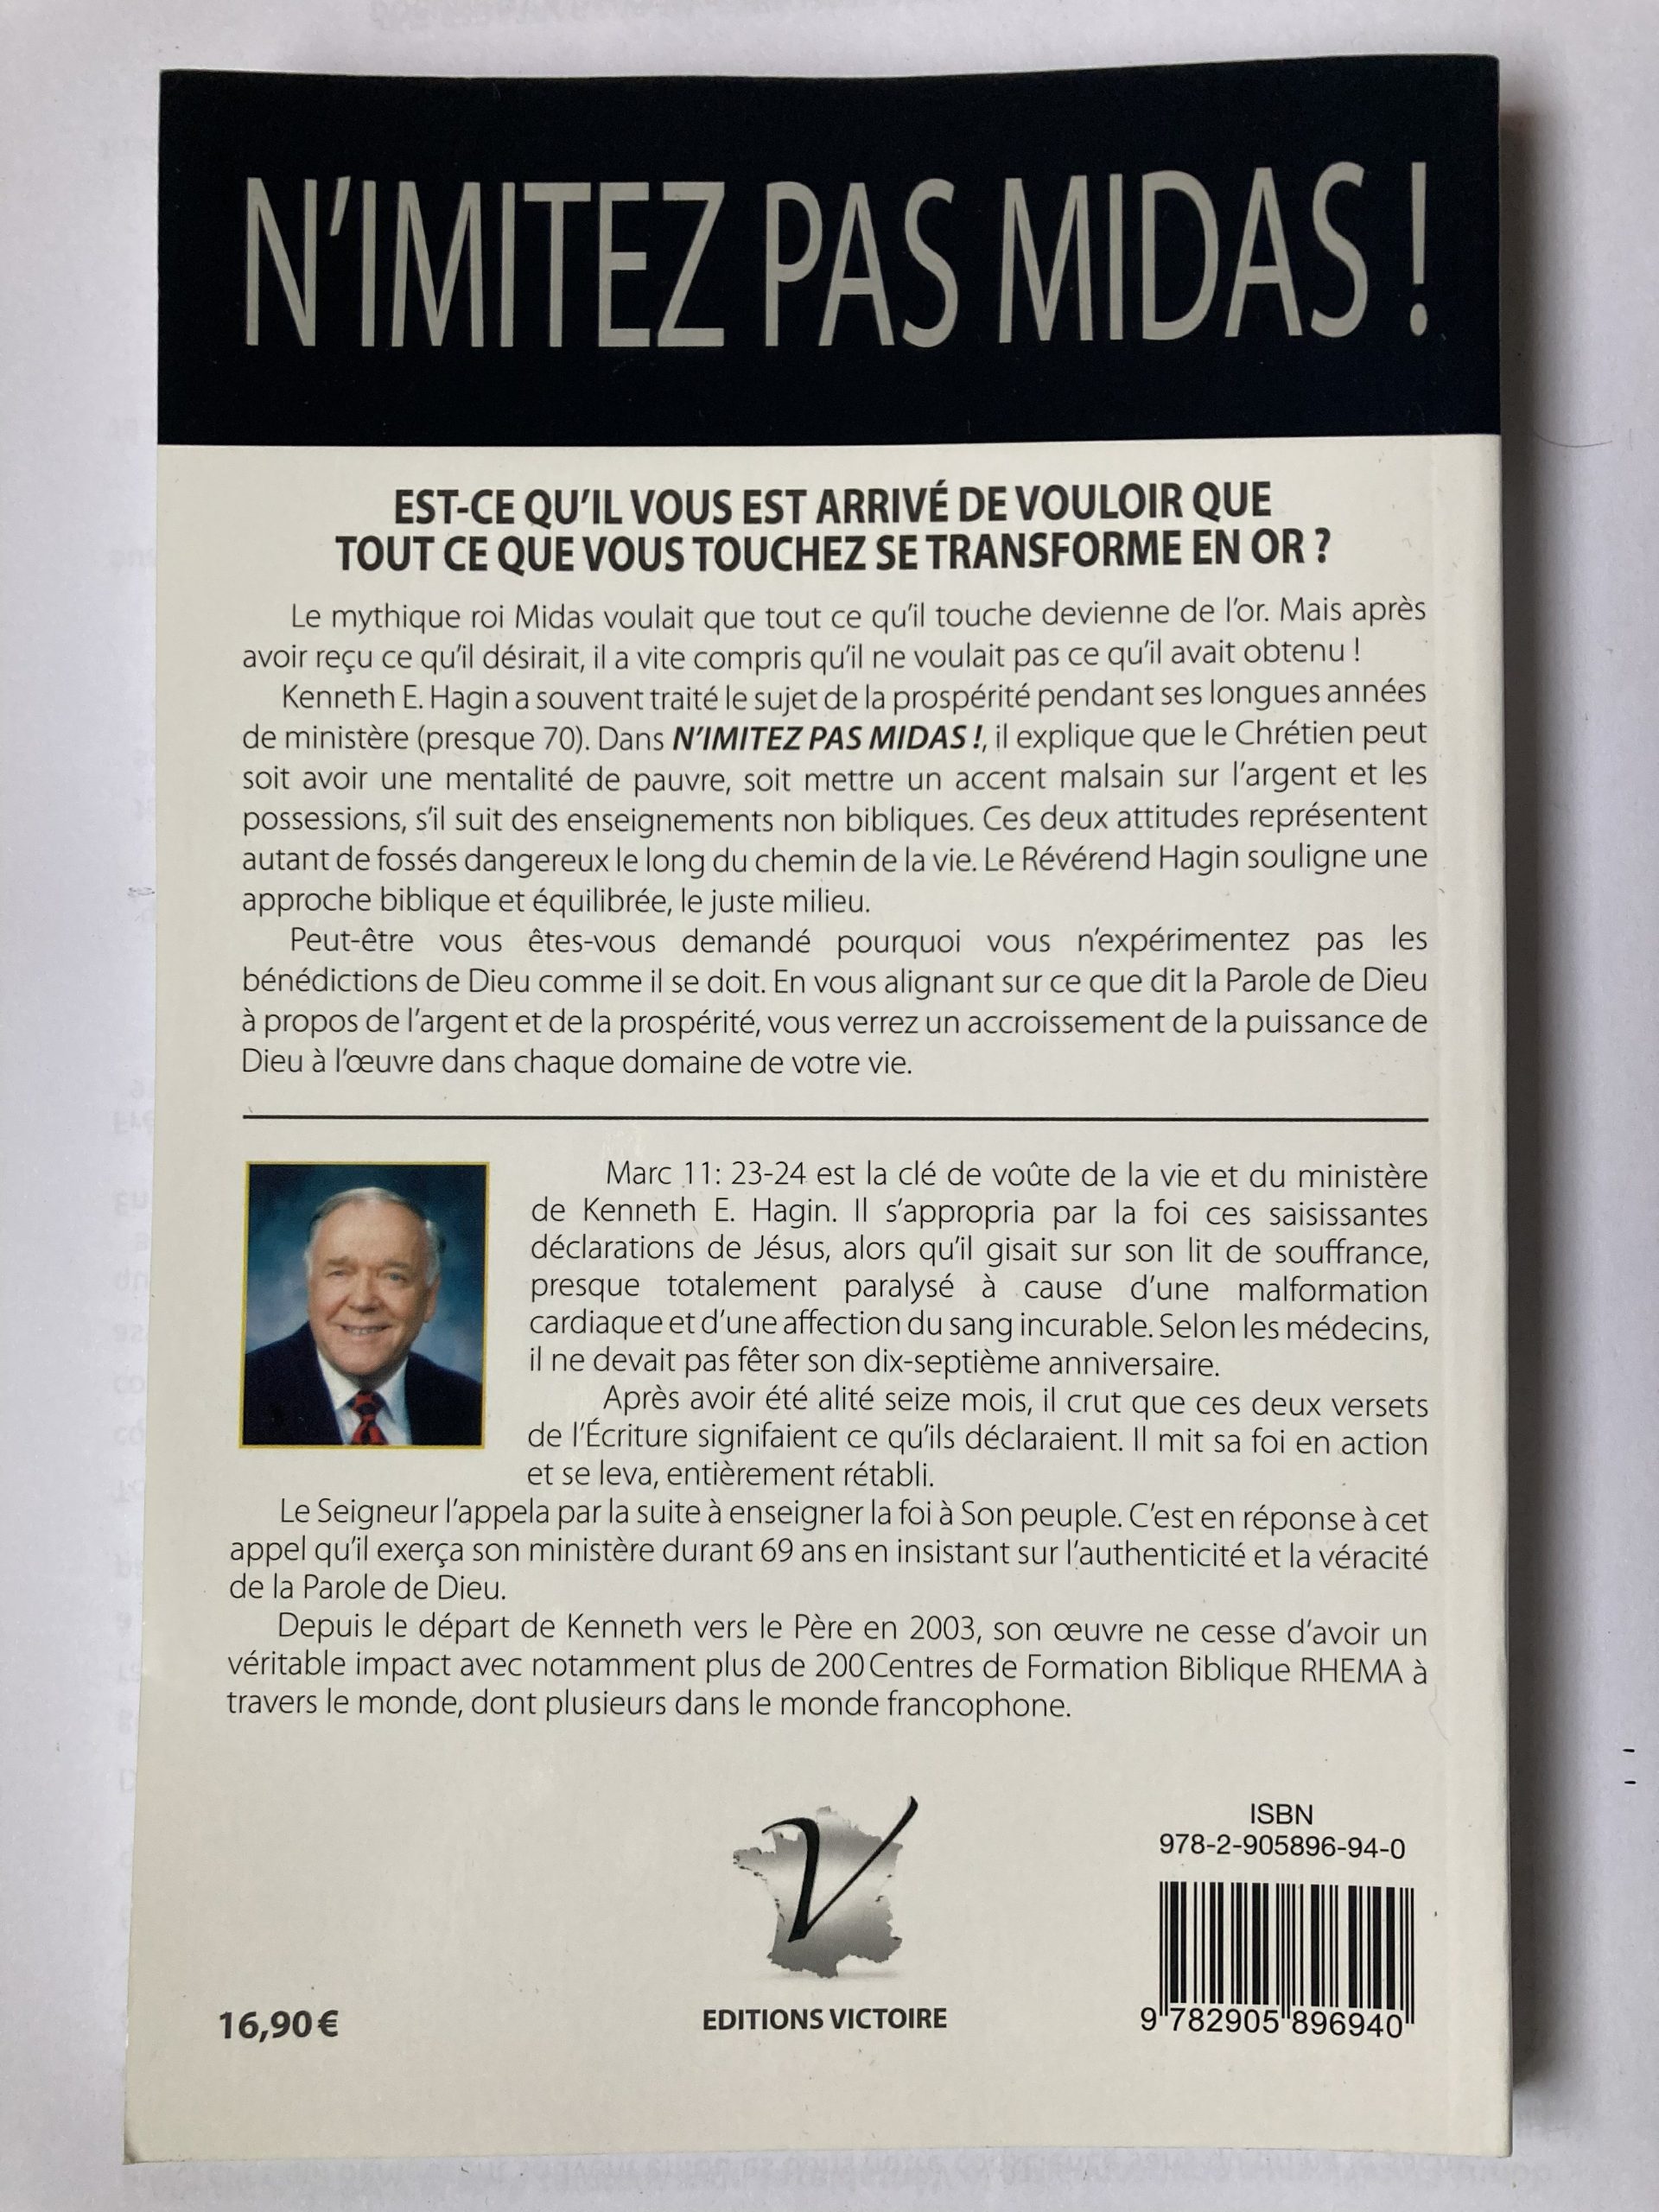 N'IMITEZ PAS MIDAS !
EST-CE QU'IL VOUS EST ARRIVÉ DE VOULOIR QUE
TOUT CE QUE VOUS TOUCHEZ SE TRANSFORME EN OR ?
Le mythique roi Midas voulait que tout ce qu'il touche devienne de l'or. Mais après
avoir reçu ce qu'il désirait, il a vite compris qu'il ne voulait pas ce qu'il avait obtenu !
Kenneth E. Hagin a souvent traité le sujet de la prospérité pendant ses longues années
de ministère (presque 70). Dans N'IMITEZ PAS MIDAS !, il explique que le Chrétien peut
soit avoir une mentalité de pauvre, soit mettre un accent malsain sur l'argent et les
possessions, s'il suit des enseignements non bibliques. Ces deux attitudes représentent
autant de fossés dangereux le long du chemin de la vie. Le Révérend Hagin souligne une
approche biblique et équilibrée, le juste milieu.
Peut-être vous êtes-vous demandé pourquoi vous n'expérimentez pas les
bénédictions de Dieu comme il se doit. En vous alignant sur ce que dit la Parole de Dieu
à propos de l'argent et de la prospérité, vous verrez un accroissement de la puissance de
Dieu à l'œuvre dans chaque domaine de votre vie.
Marc 11: 23-24 est la clé de voûte de la vie et du ministère
de Kenneth E. Hagin. Il s'appropria par la foi ces saisissantes
déclarations de Jésus, alors qu'il gisait sur son lit de souffrance,
presque totalement paralysé à cause d'une malformation
cardiaque et d'une affection du sang incurable. Selon les médecins,
il ne devait pas fêter son dix-septième anniversaire.
Après avoir été alité seize mois, il crut que ces deux versets
de l'Écriture signifaient ce qu'ils déclaraient. Il mit sa foi en action
et se leva, entièrement rétabli.
Le Seigneur l'appela par la suite à enseigner la foi à Son peuple. C'est en réponse à cet
appel qu'il exerça son ministère durant 69 ans en insistant sur l'authenticité et la véracité
de la Parole de Dieu.
Depuis le départ de Kenneth vers le Père en 2003, son œuvre ne cesse d'avoir un
véritable impact avec notamment plus de 200 Centres de Formation Biblique RHEMA à
travers le monde, dont plusieurs dans le monde francophone.
V
ISBN
978-2-905896-94-0
16,90 €
EDITIONS VICTOIRE
9 782905 896940